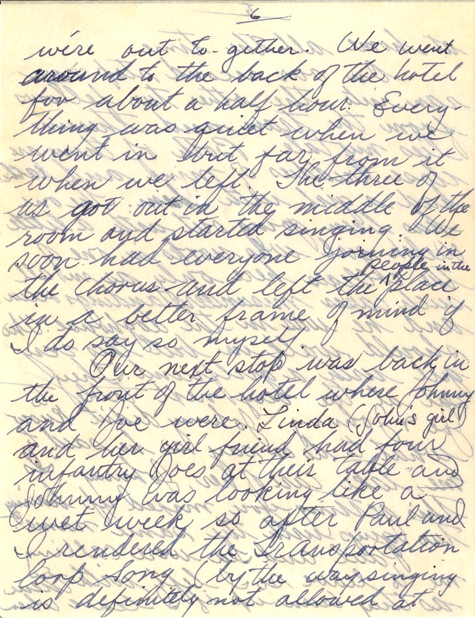 6
we're out to-gether. We went
around to the back of the hotel
for about a half hour. Every-
thing was quiet when we
went in but far from it
when we left. The three of
us got out in the middle of the
room and started singing. We
soon had everyone joining in
the chorus and left the people in the place
in a better frame of mind if
I do say so myself.
Our next stop was back in
the front of the hotel where Johnny
and Joe were. Linda (John's girl)
and her girl friend had four
infantry Joes at their table and
Johnny was looking like a
wet week so after Paul and
I rendered the Transportation
Corp Song (by the way singing
is definitely not allowed at